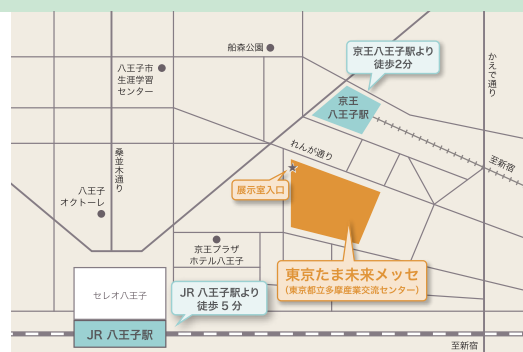 船森公園
京王八王子駅より
徒歩2分
かえで通り
八王子市
生涯学習
センター
京王
八王子駅
れんが通り
至新宿
桑並木通り
八王子
オクトーレ
展示室入口
京王プラザ
ホテル八王子
東京たま未来メッセ
(東京都立多摩産業交流センター)
セレオ八王子
JR 八王子駅より
徒歩 5 分
JR 八王子駅
至新宿